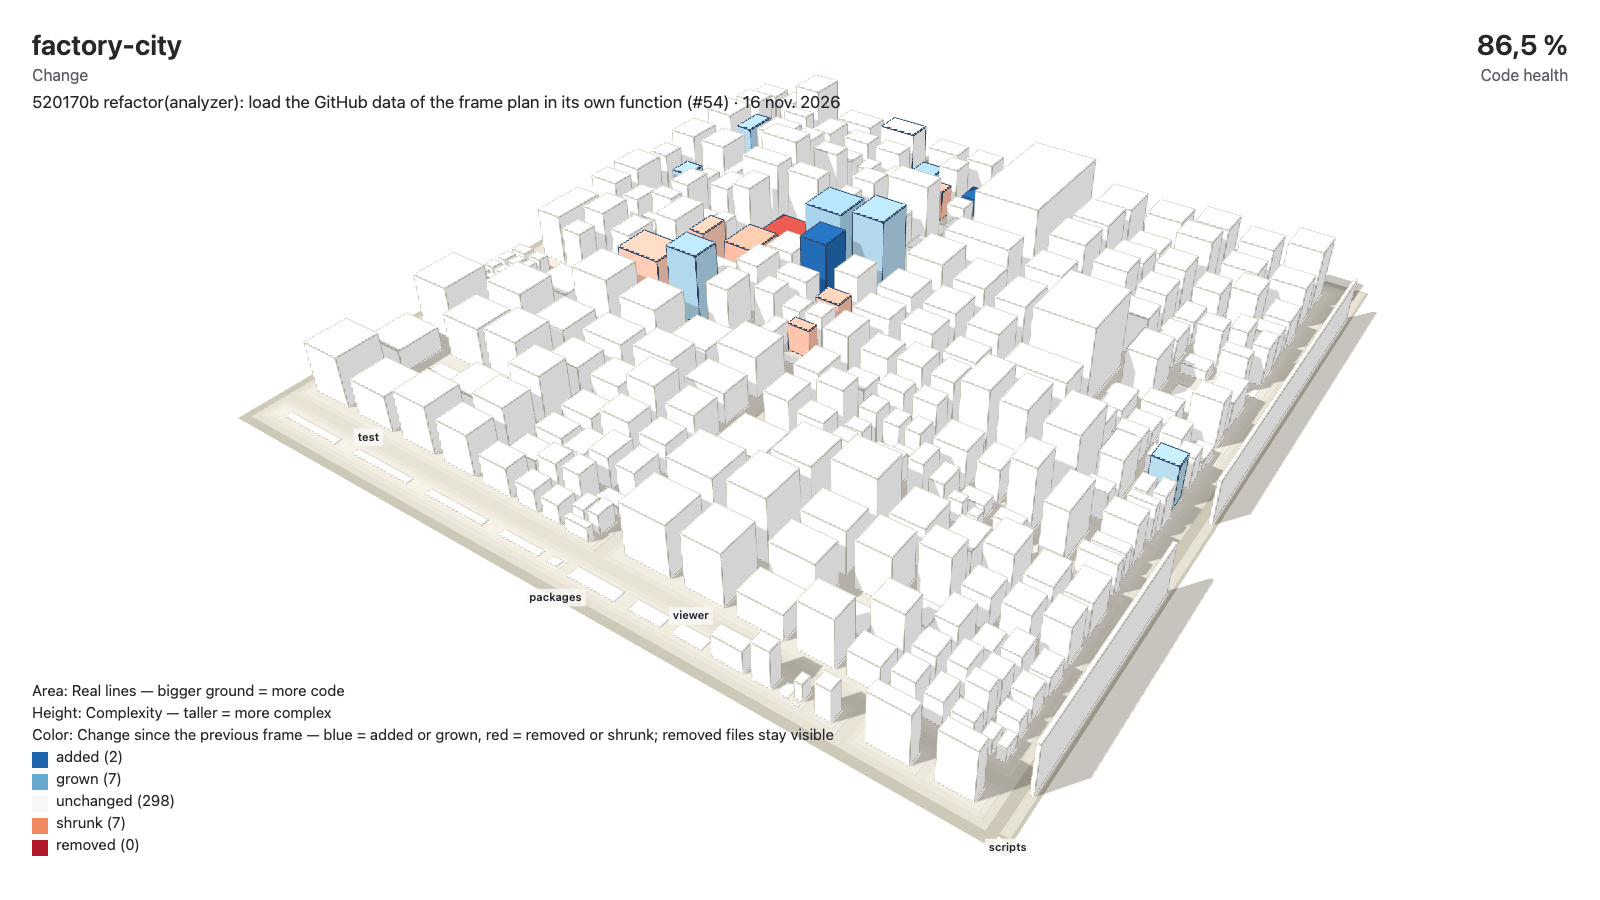 factory-city
Change
520170b refactor(analyzer): load the GitHub data of the frame plan in its own function (#54) · 16 nov. 2026
86,5 %
Code health
test
packages
viewer
scripts
Area: Real lines — bigger ground = more code
Height: Complexity — taller = more complex
Color: Change since the previous frame — blue = added or grown, red = removed or shrunk; removed files stay visible
added (2)
grown (7)
unchanged (298)
shrunk (7)
removed (0)